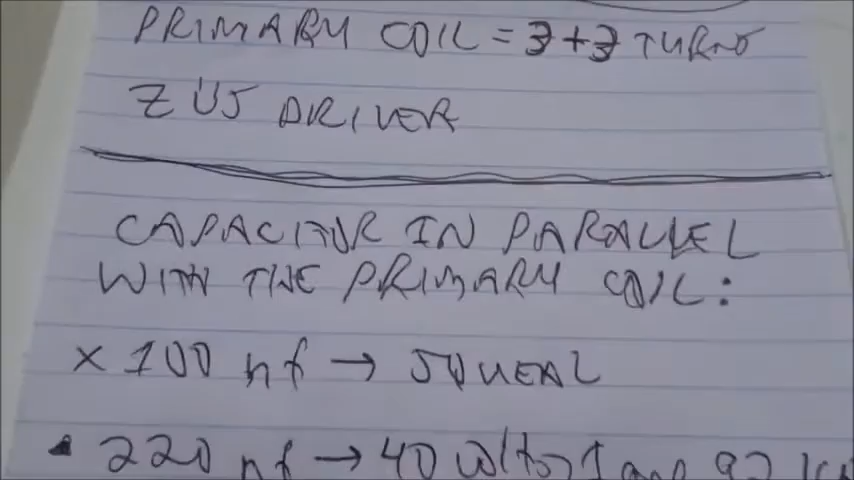 PRIMARY COIL = 3+3 TURNS
ZVS DRIVER
CAPACITOR IN PARALLEL
WITH THE PRIMARY COIL:
× 100 nf → SQUEAL
220 nf → 40 W